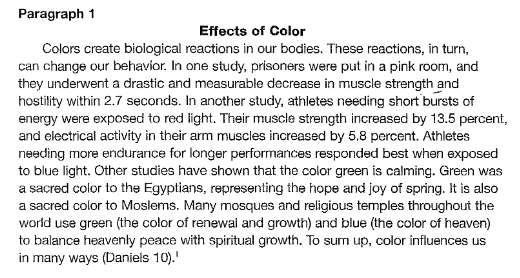 Paragraph 1
Effects of Color
Colors create biological reactions in our bodies. These reactions, in turn,
can change our behavior. In one study, prisoners were put in a pink room, and
they underwent a drastic and measurable decrease in muscle strength and
hostility within 2.7 seconds. In another study, athletes needing short bursts of
energy were exposed to red light. Their muscle strength increased by 13.5 percent,
and electrical activity in their arm muscles increased by 5.8 percent. Athletes
needing more endurance for longer performances responded best when exposed
to blue light. Other studies have shown that the color green is calming. Green was
a sacred color to the Egyptians, representing the hope and joy of spring. It is also
a sacred color to Moslems. Many mosques and religious temples throughout the
world use green (the color of renewal and growth) and blue (the color of heaven)
to balance heavenly peace with spiritual growth. To sum up, color influences us
in many ways (Daniels 10).¹